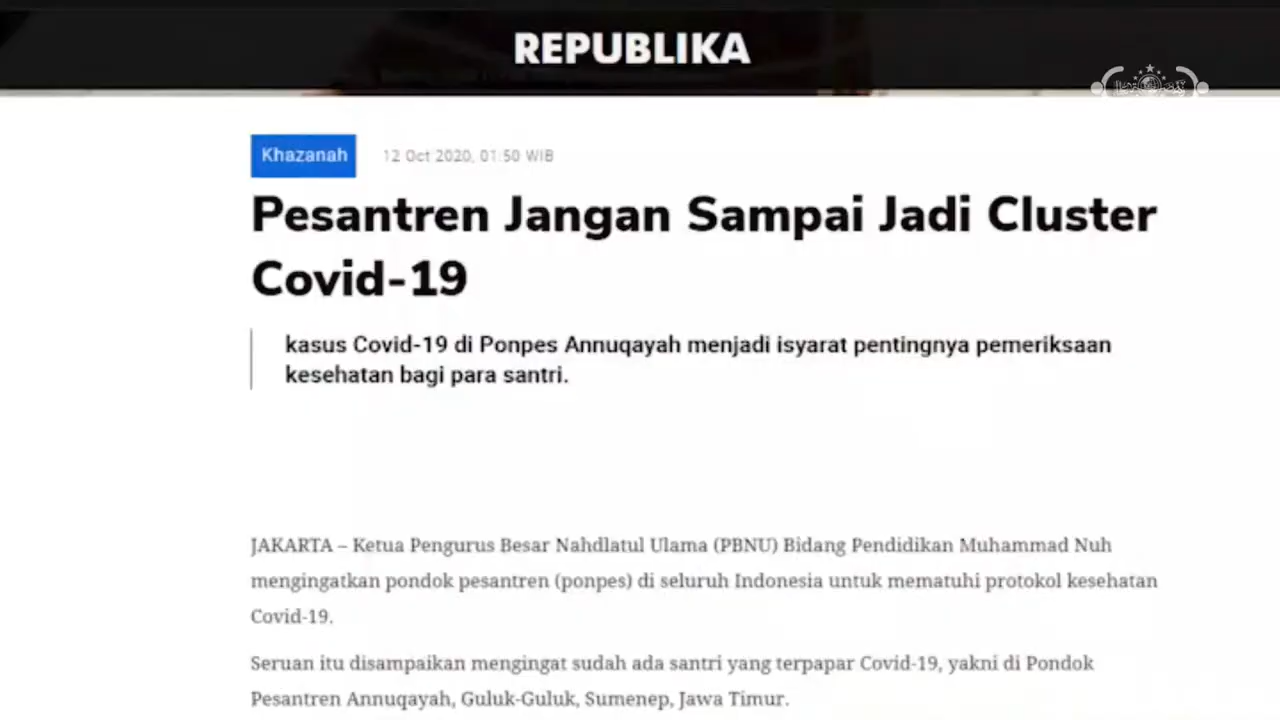 REPUBLIKA
Khazanah
12 Oct 2020, 01:50 WIB
Pesantren Jangan Sampai Jadi Cluster
Covid-19
kasus Covid-19 di Ponpes Annuqayah menjadi isyarat pentingnya pemeriksaan
kesehatan bagi para santri.
JAKARTA – Ketua Pengurus Besar Nahdlatul Ulama (PBNU) Bidang Pendidikan Muhammad Nuh
mengingatkan pondok pesantren (ponpes) di seluruh Indonesia untuk mematuhi protokol kesehatan
Covid-19.
Seruan itu disampaikan mengingat sudah ada santri yang terpapar Covid-19, yakni di Pondok
Pesantren Annuqayah, Guluk-Guluk, Sumenep, Jawa Timur.